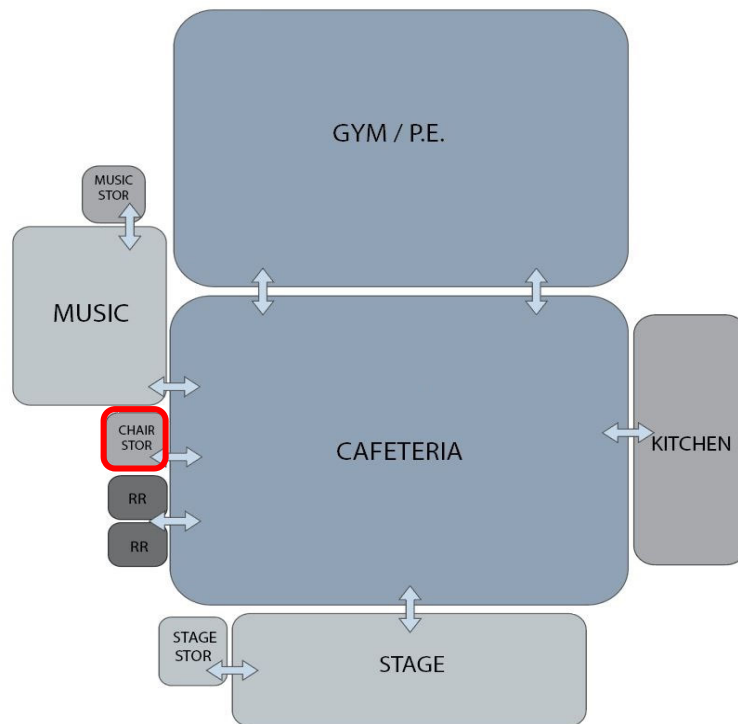 GYM / P.E.
MUSIC
STOR
MUSIC
CHAIR
STOR
CAFETERIA
KITCHEN
RR
RR
STAGE
STOR
STAGE